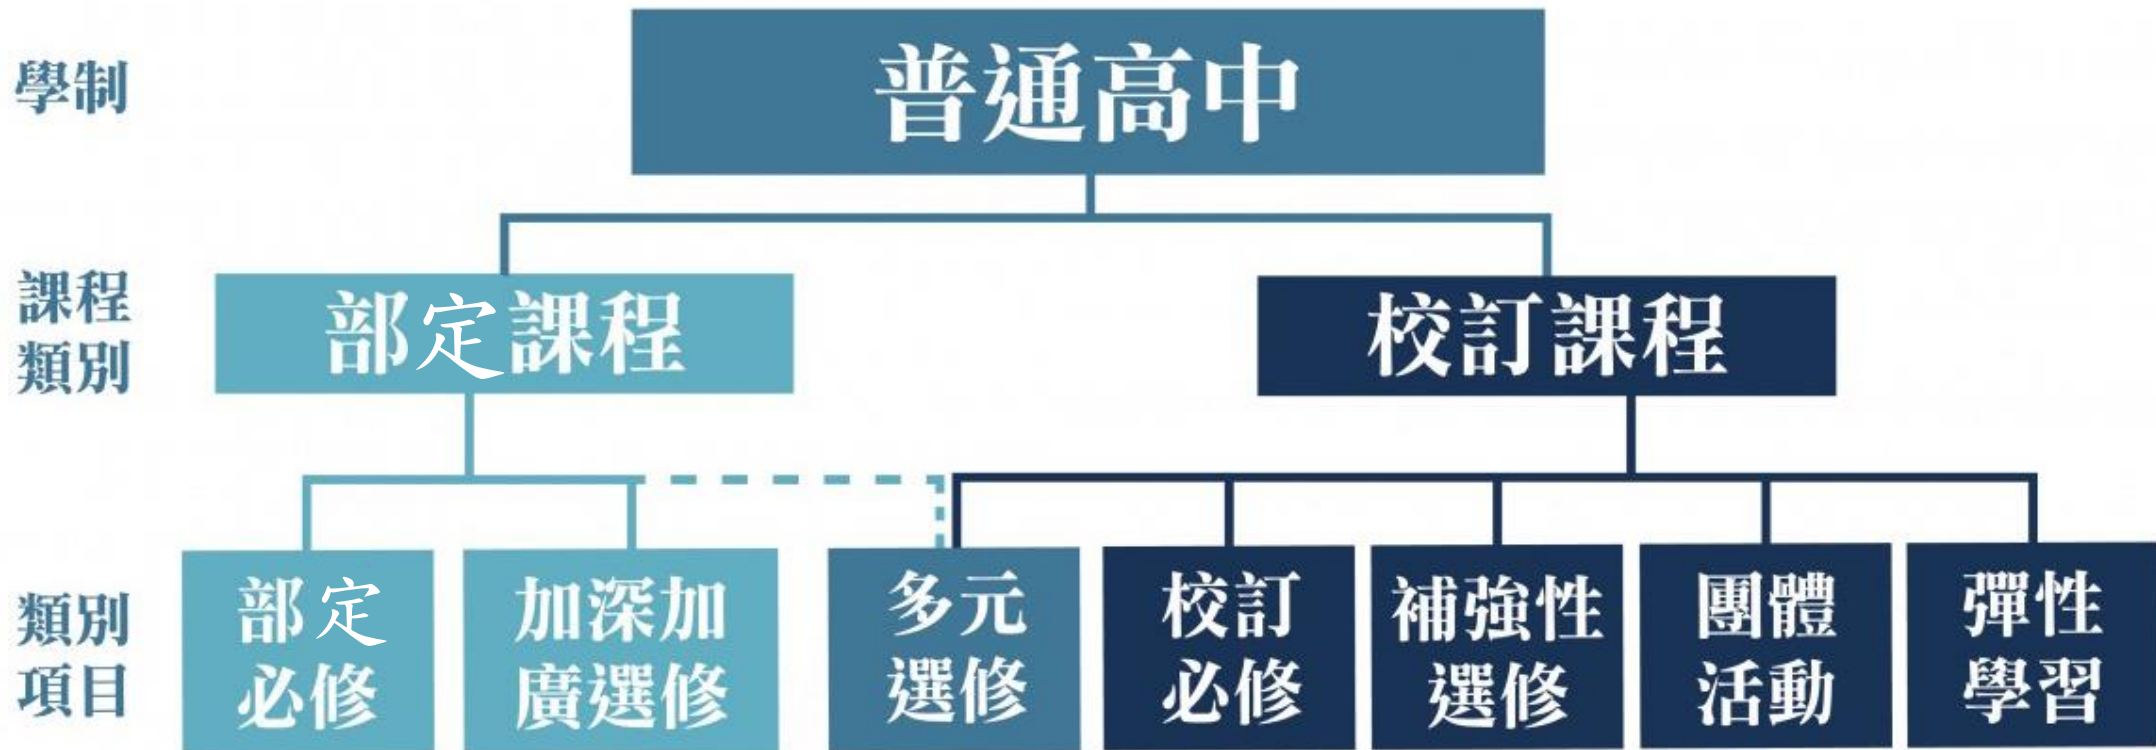 學制
普通高中
課程
類別
部定課程
校訂課程
類別
項目
部定
必修
加深加
廣選修
多元
選修
校訂
必修
補強性
選修
團體
活動
彈性
學習